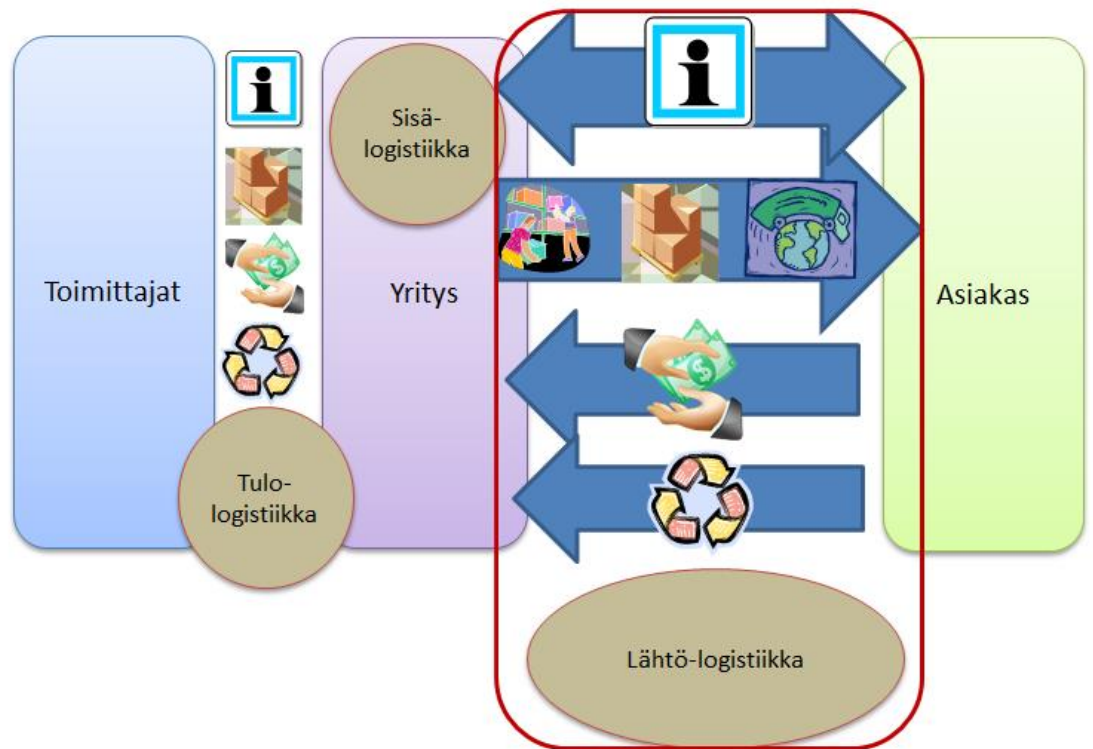 Sisä-
logistiikka
Toimittajat
Yritys
Asiakas
Tulo-
logistiikka
Lähtö-logistiikka